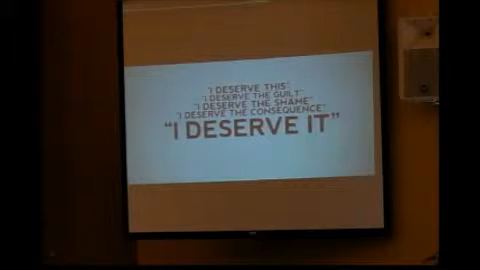 "I DESERVE THIS"
"I DESERVE THE GUILT"
"I DESERVE THE SHAME"
"I DESERVE THE CONSEQUENCE"
"I DESERVE IT"